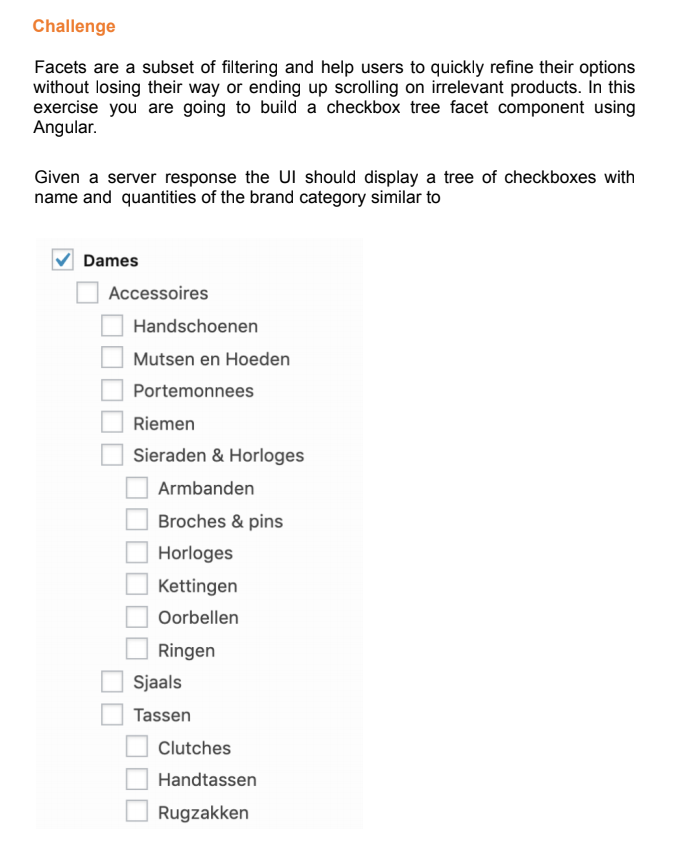 Challenge
Facets are a subset of filtering and help users to quickly refine their options
without losing their way or ending up scrolling on irrelevant products. In this
exercise you are going to build a checkbox tree facet component using
Angular.
Given a server response the UI should display a tree of checkboxes with
name and  quantities of the brand category similar to
Dames
Accessoires
Handschoenen
Mutsen en Hoeden
Portemonnees
Riemen
Sieraden & Horloges
Armbanden
Broches & pins
Horloges
Kettingen
Oorbellen
Ringen
Sjaals
Tassen
Clutches
Handtassen
Rugzakken